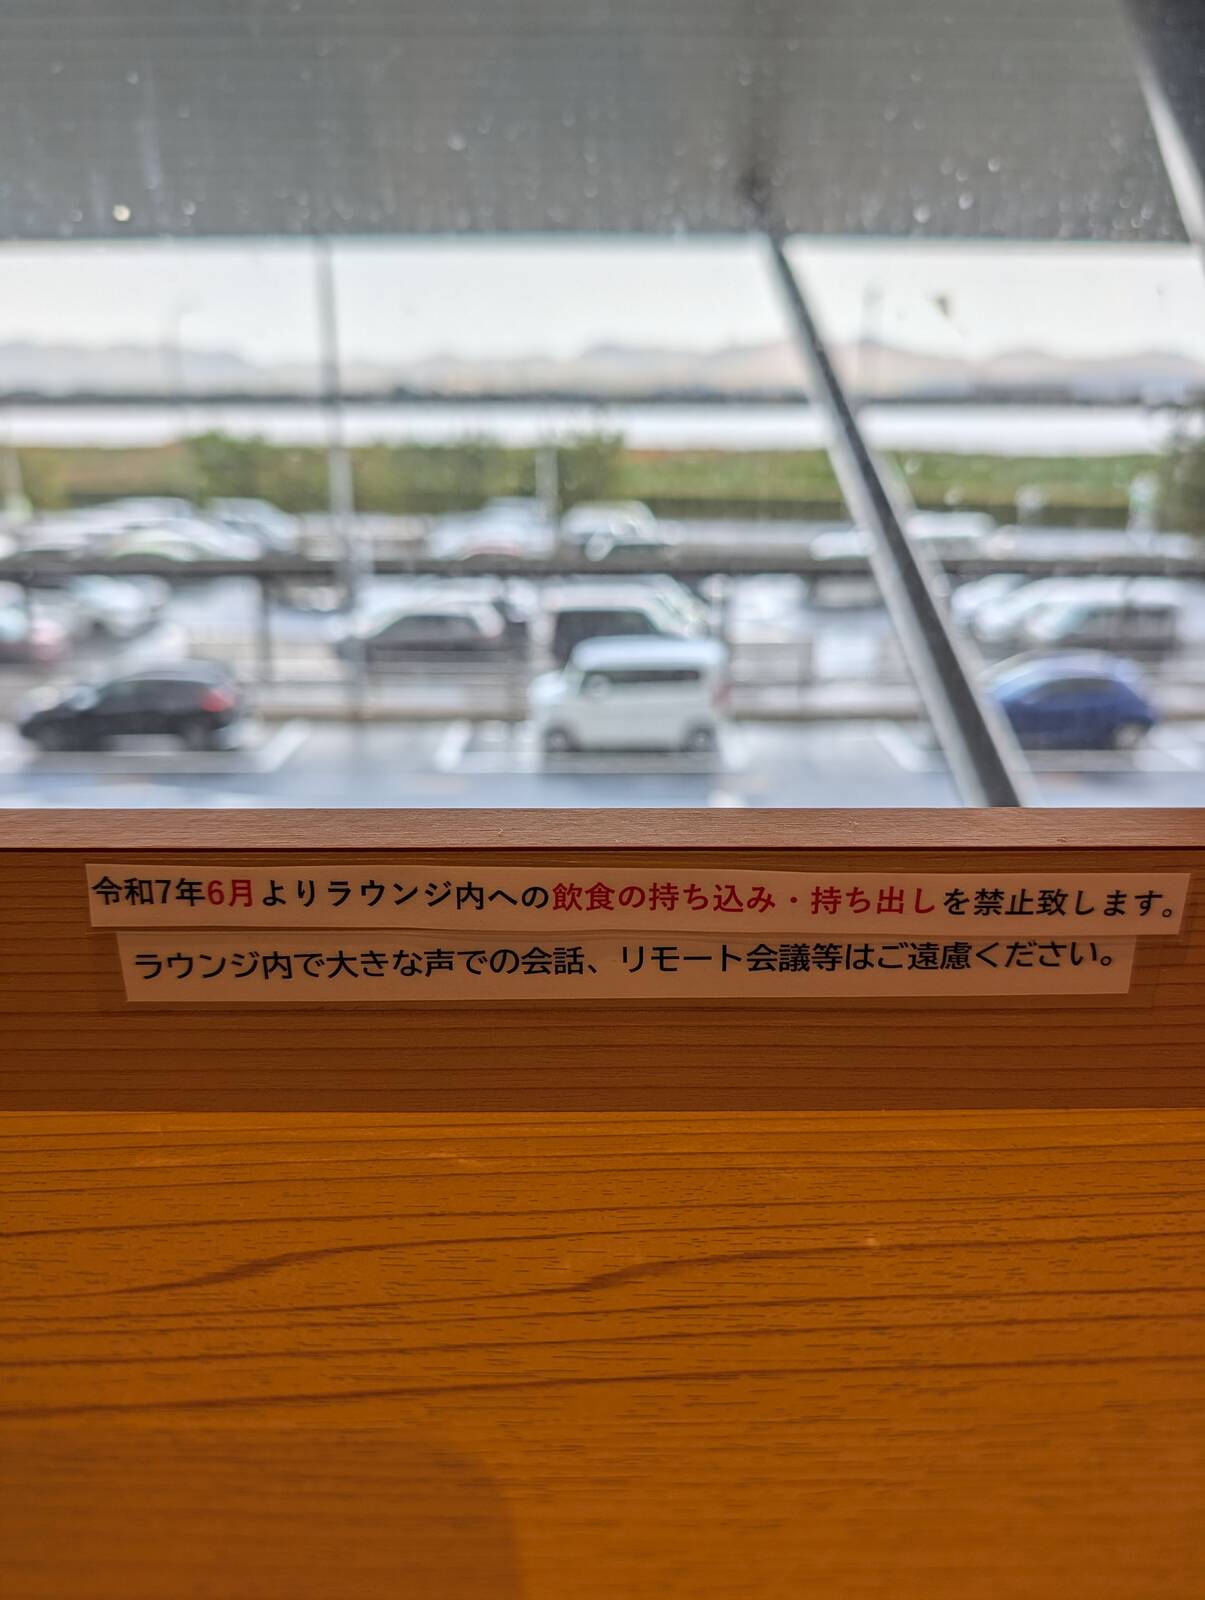 令和7年6月よりラウンジ内への飲食の持ち込み・持ち出しを禁止致します。
ラウンジ内で大きな声での会話、リモート会議等はご遠慮ください。